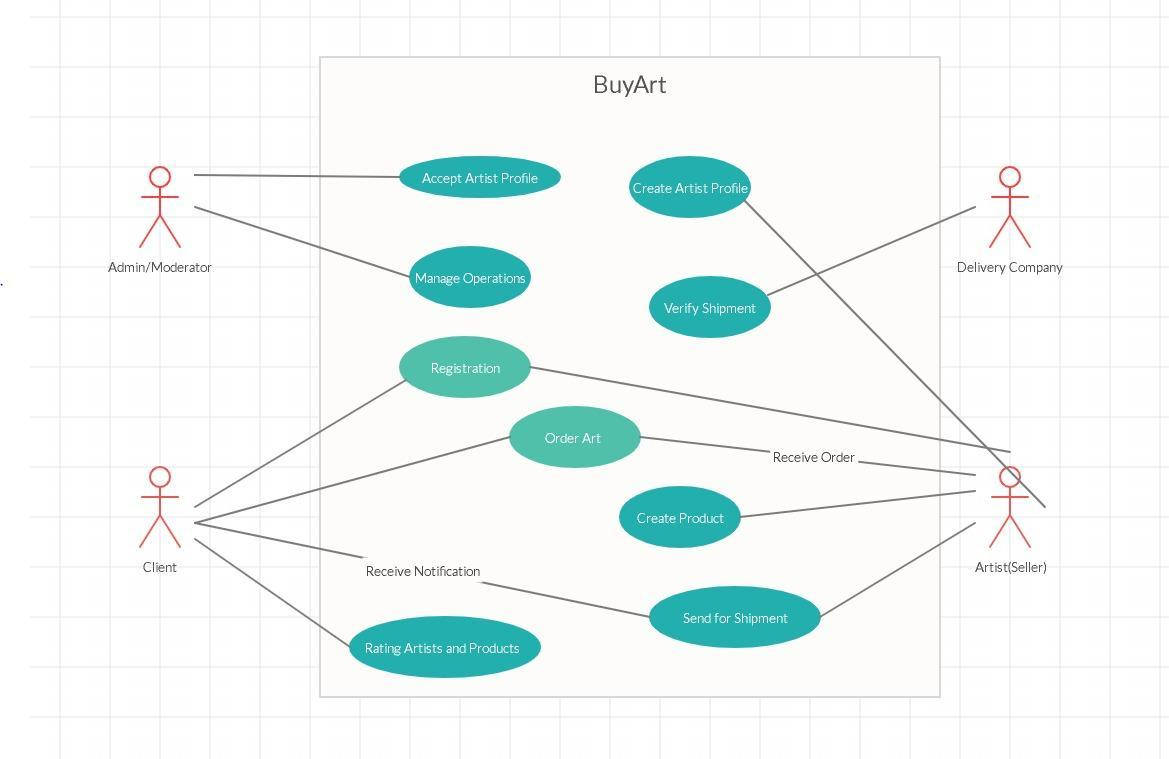 BuyArt
Accept Artist Profile
Create Artist Profile
Admin/Moderator
Delivery Company
Manage Operations
Verify Shipment
Registration
Order Art
Receive Order
Create Product
Client
Artist(Seller)
Receive Notification
Send for Shipment
Rating Artists and Products